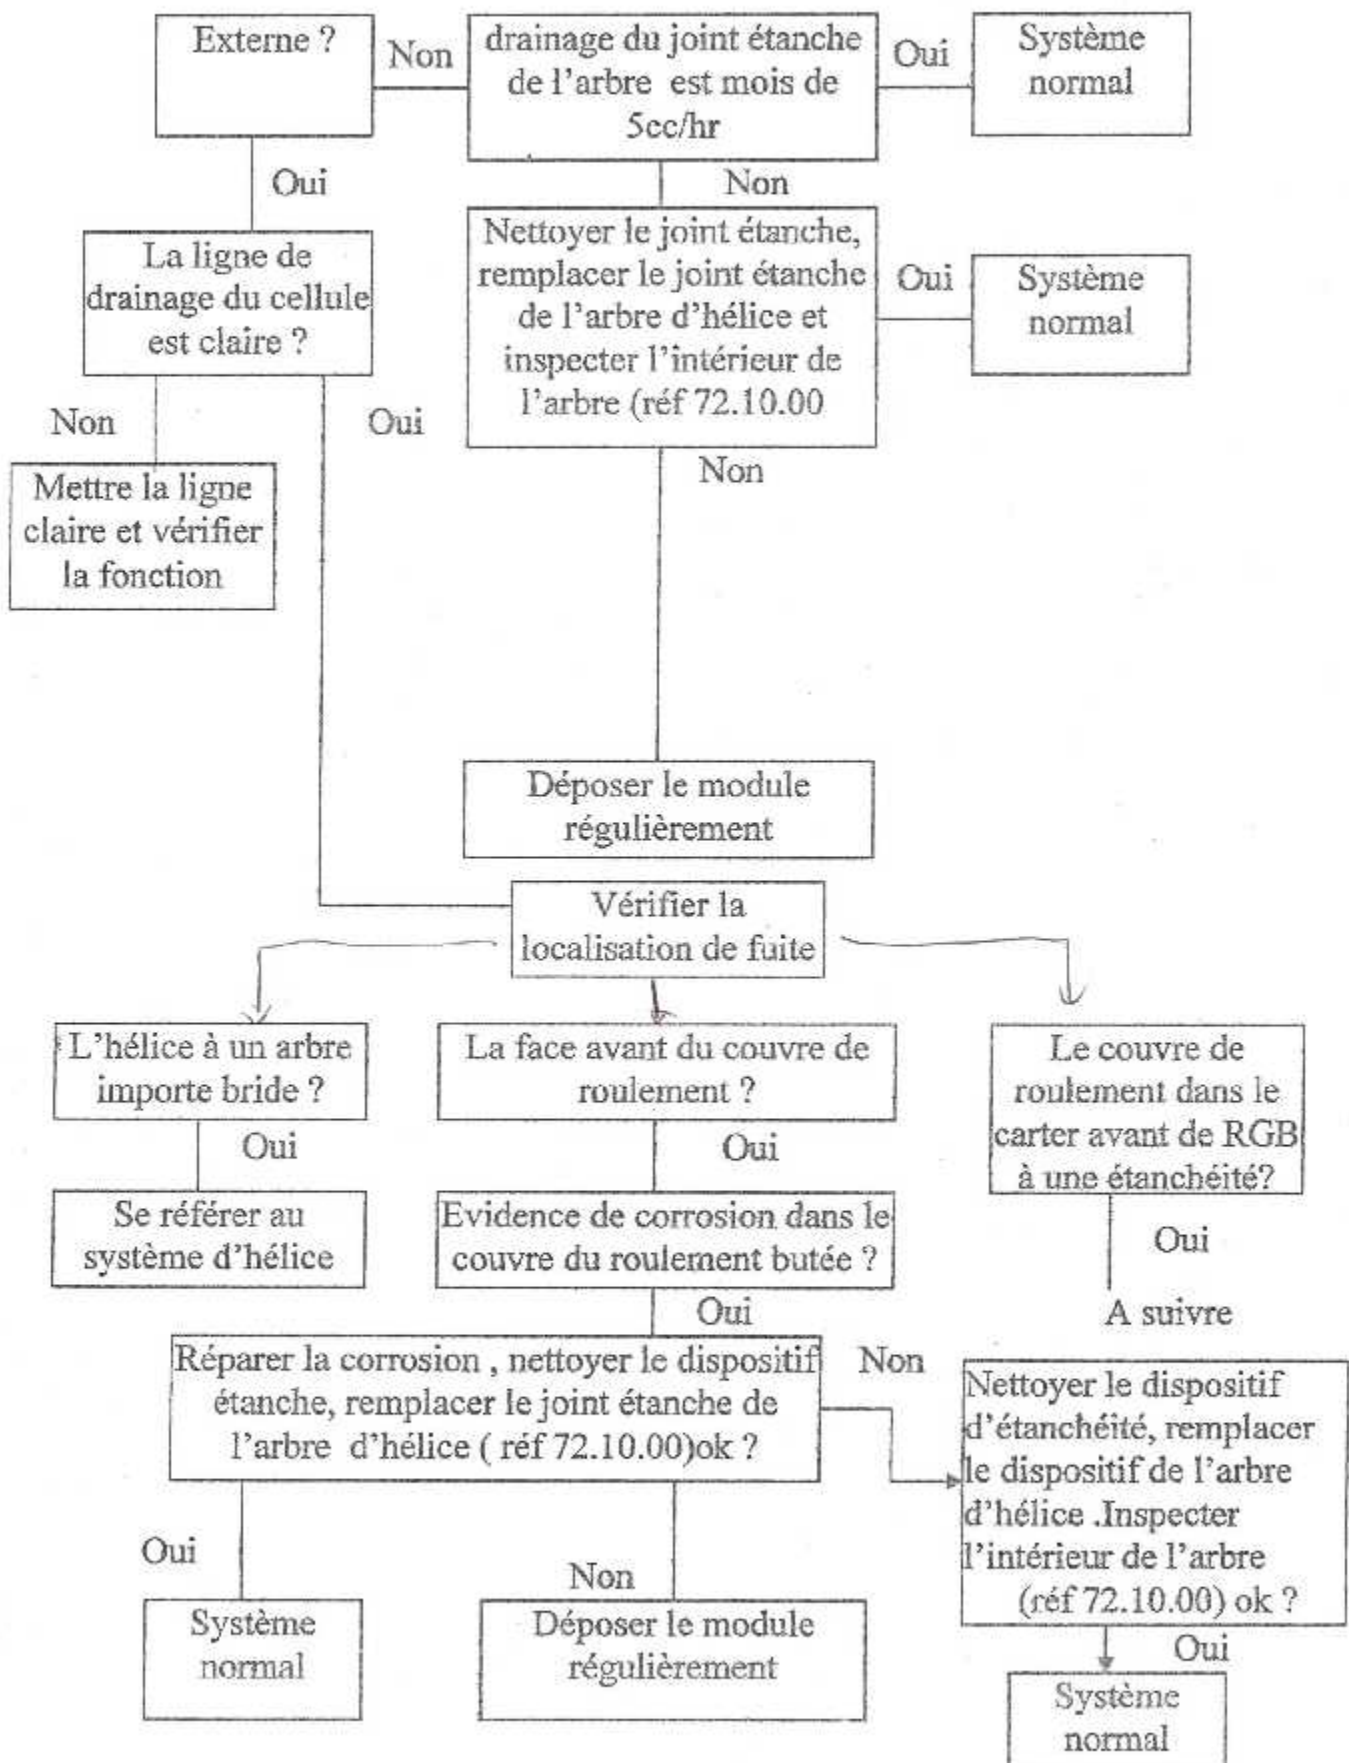 Externe ?
Non
drainage du joint étanche
de l'arbre est mois de
5cc/hr
Oui
Système
normal
Oui
Non
La ligne de
drainage du cellule
est claire ?
Nettoyer le joint étanche,
remplacer le joint étanche
de l'arbre d'hélice et
inspecter l'intérieur de
l'arbre (réf 72.10.00
Oui
Système
normal
Non
Oui
Non
Mettre la ligne
claire et vérifier
la fonction
Déposer le module
régulièrement
Vérifier la
localisation de fuite
L'hélice à un arbre
importe bride ?
La face avant du couvre de
roulement ?
Le couvre de
roulement dans le
carter avant de RGB
à une étanchéité?
Oui
Oui
Oui
Se référer au
système d'hélice
Evidence de corrosion dans le
couvre du roulement butée ?
Oui
A suivre
Réparer la corrosion , nettoyer le dispositif
étanche, remplacer le joint étanche de
l'arbre d'hélice ( réf 72.10.00)ok ?
Non
Nettoyer le dispositif
d'étanchéité, remplacer
le dispositif de l'arbre
d'hélice .Inspecter
l'intérieur de l'arbre
(réf 72.10.00) ok ?
Oui
Non
Oui
Système
normal
Déposer le module
régulièrement
Système
normal